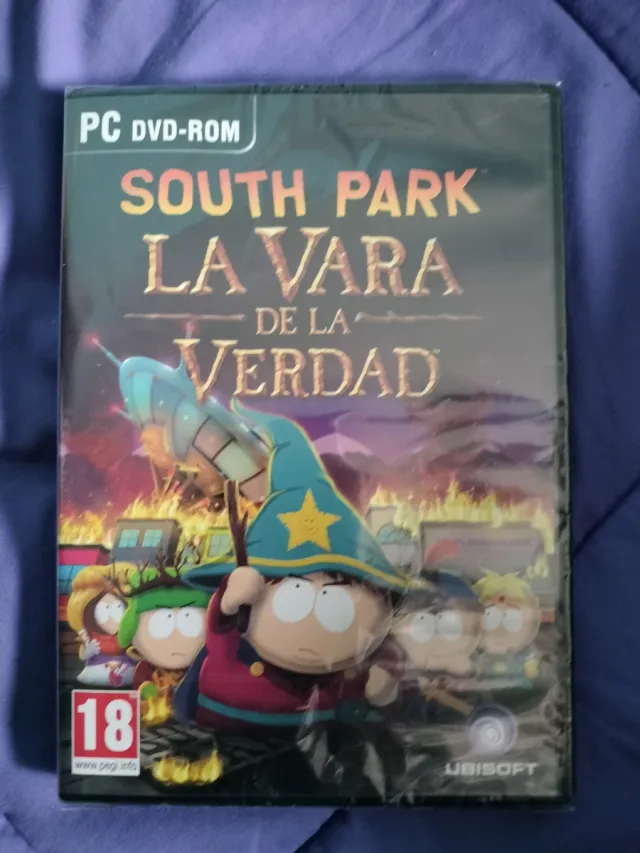 PC DVD-ROM
SOUTH PARK
LA VARA
DE LA
VERDAD
18
www.pegi.info
UBISOFT